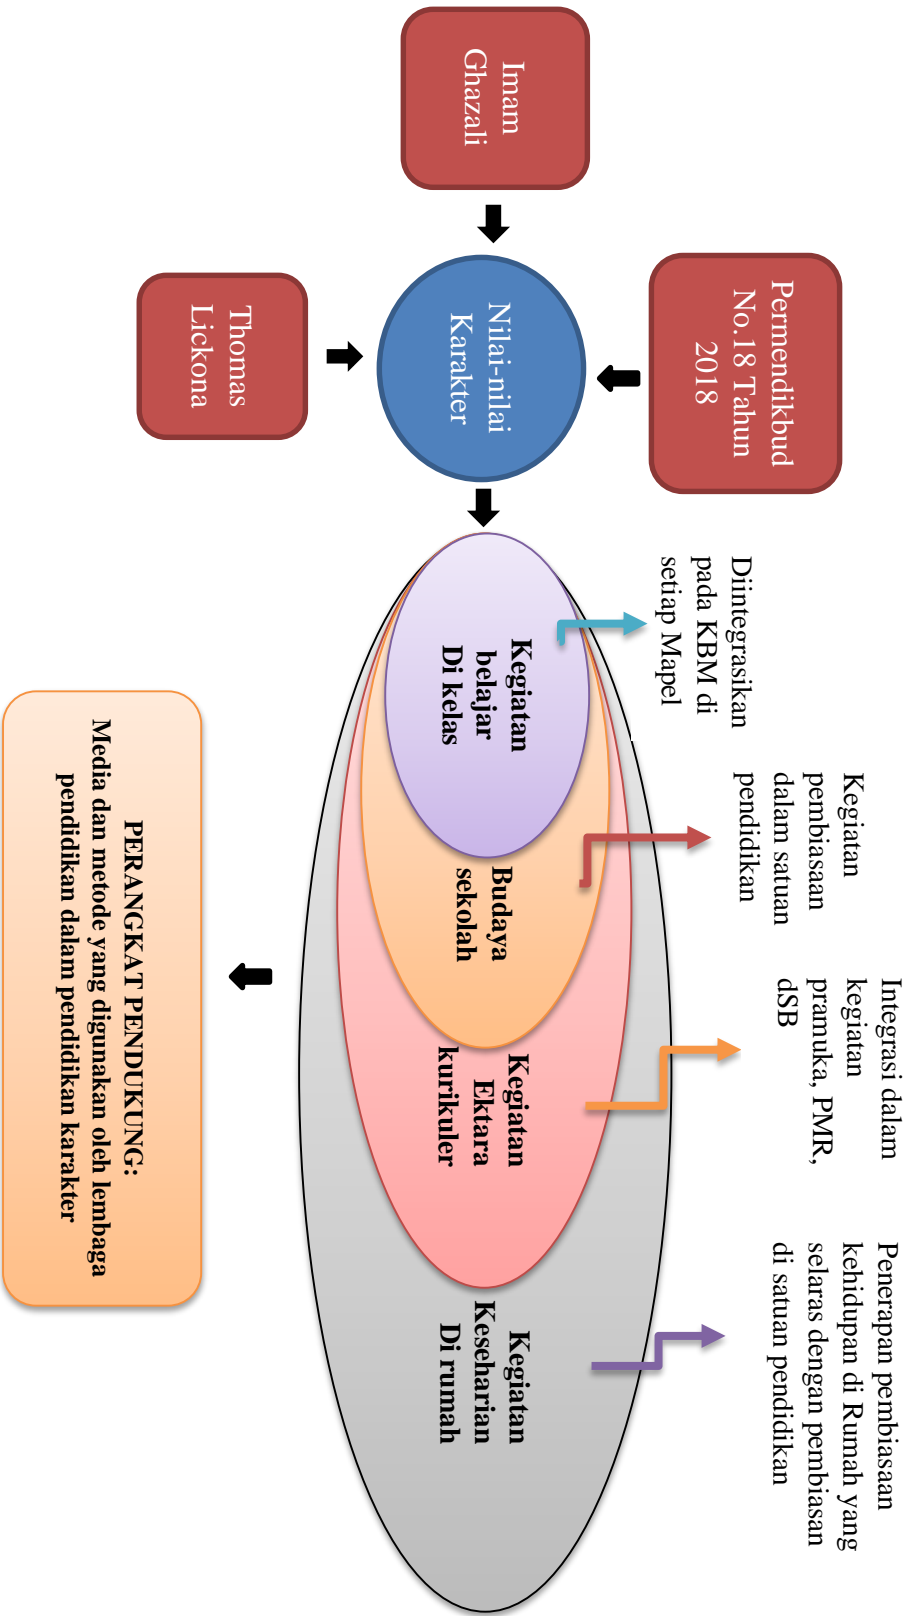 Imam
Ghazali
Permendikbud
No.18 Tahun
2018
Nilai-nilai
Karakter
Thomas
Lickona
Diintegrasikan
pada KBM di
setiap Mapel
Kegiatan
pembiasaan
dalam satuan
pendidikan
Integrasi dalam
kegiatan
pramuka, PMR,
dSB
Penerapan pembiasaan
kehidupan di Rumah yang
selaras dengan pembiasan
di satuan pendidikan
Kegiatan
belajar
Di kelas
Budaya
sekolah
Kegiatan
Ektara
kurikuler
Kegiatan
Keseharian
Di rumah
PERANGKAT PENDUKUNG:
Media dan metode yang digunakan oleh lembaga
pendidikan dalam pendidikan karakter